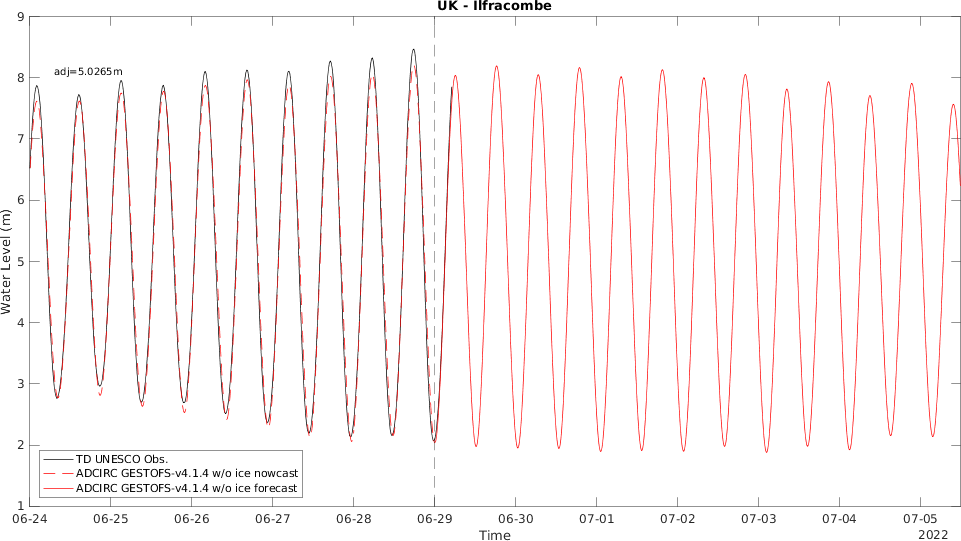 UK - Ilfracombe
adj=5.0265m
9
8
7
6
5
4
3
2
1
Water Level (m)
TD UNESCO Obs.
ADCIRC GESTOFS-v4.1.4 w/o ice nowcast
ADCIRC GESTOFS-v4.1.4 w/o ice forecast
06-24 06-25 06-26 06-27 06-28 06-29 06-30 07-01 07-02 07-03 07-04 07-05
Time
2022